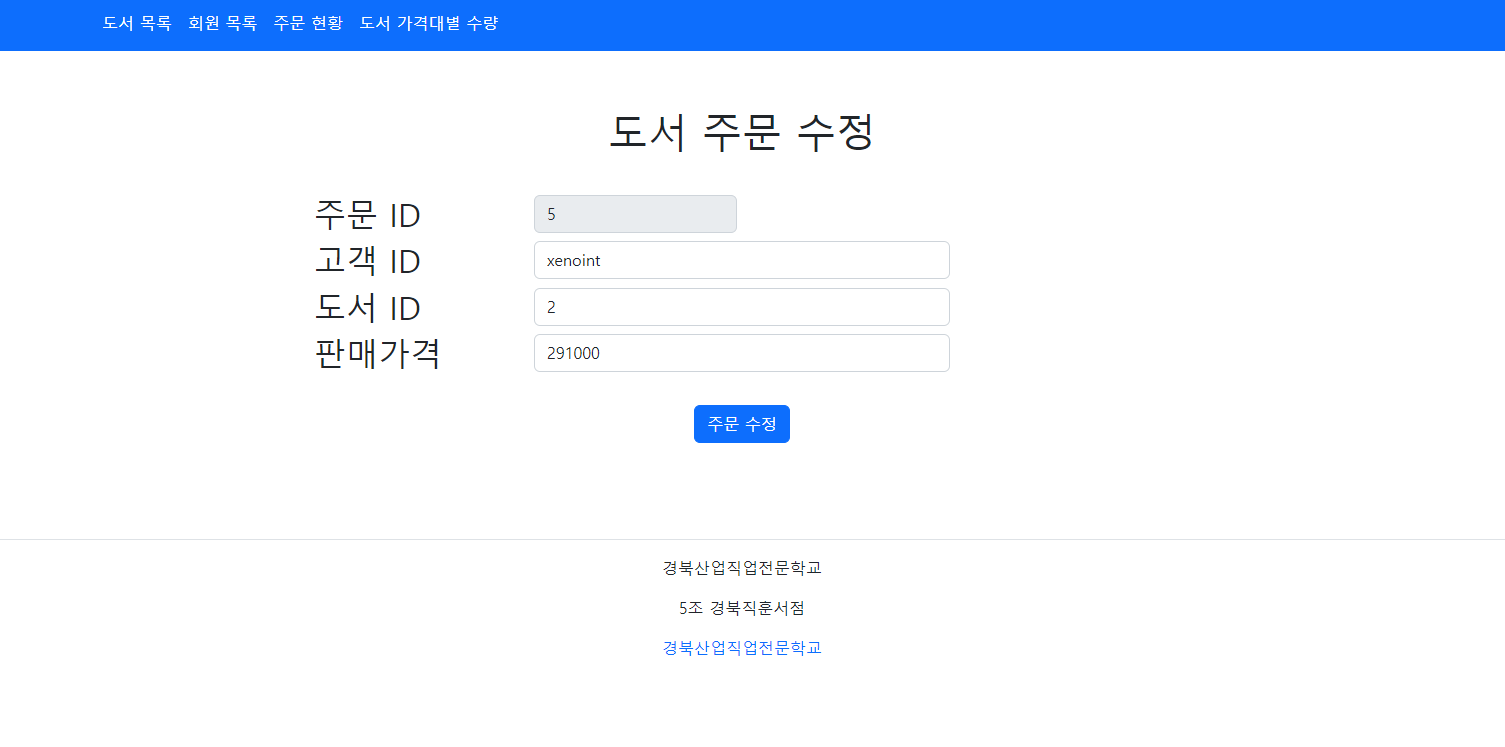 도서 목록 회원 목록 주문 현황 도서 가격대별 수량
도서 주문 수정
주문 ID 5
고객 ID xenoint
도서 ID 2
판매가격 291000
주문 수정
경북산업직업전문학교
5조 경북직훈서점
경북산업직업전문학교